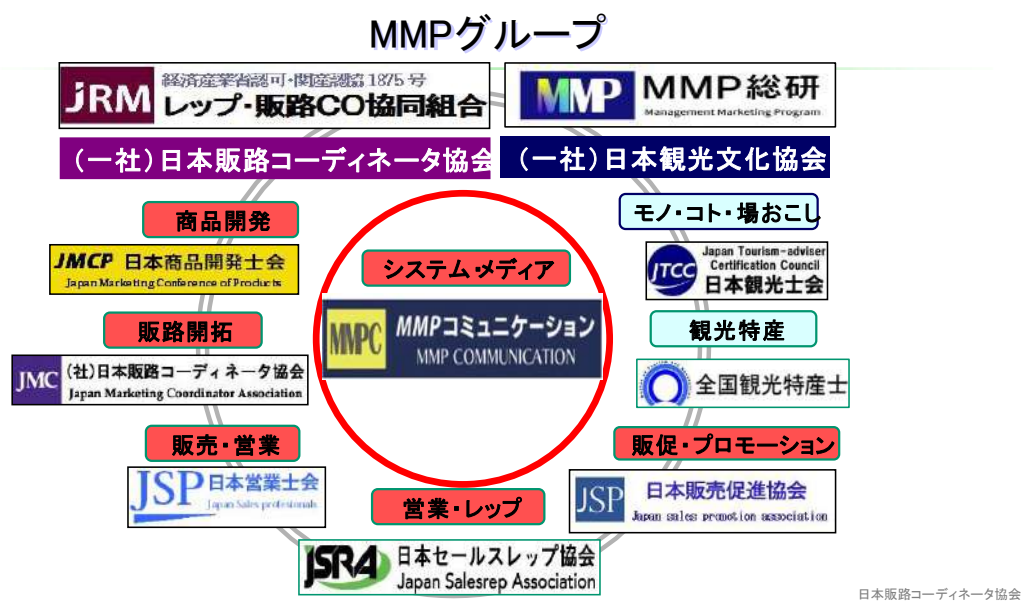 MMPグループ
JRM
経済産業省認可・関産認協1875号
レップ・販路CO協同組合
MMP
MMP総研
Management Marketing Program
（一社）日本販路コーディネータ協会
（一社）日本観光文化協会
商品開発
JMCP 日本商品開発士会
Japan Marketing Conference of Products
販路開拓
JMC
(社)日本販路コーディネータ協会
Japan Marketing Coordinator Association
販売・営業
JSP 日本営業士会
Japan Sales professionals
システム・メディア
MMPC
MMPコミュニケーション
MMP COMMUNICATION
営業・レップ
JSRA
日本セールスレップ協会
Japan Salesrep Association
モノ・コト・場おこし
JTCC
Japan Tourism-adviser
Certification Council
日本観光士会
観光特産
全国観光特産士
販促・プロモーション
JSP
日本販売促進協会
Japan sales promotion association
日本販路コーディネータ協会